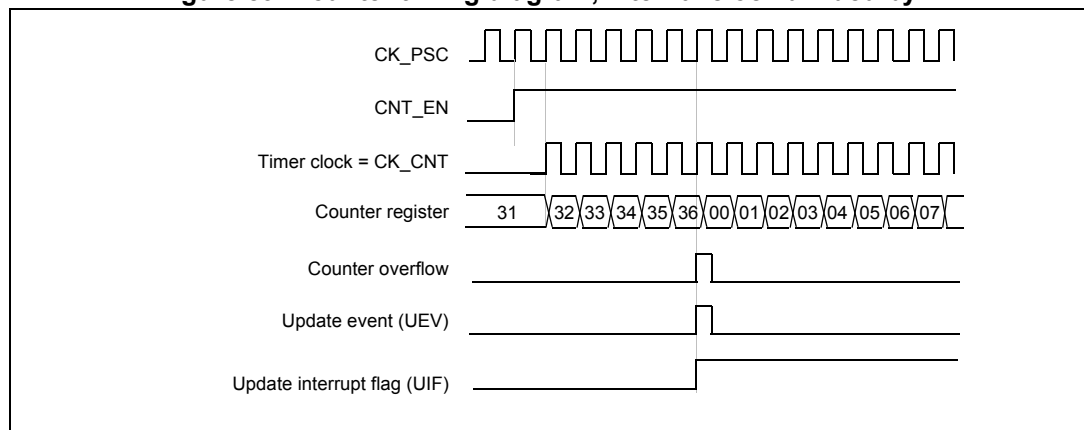 CK_PSC
CNT_EN
Timer clock = CK_CNT
Counter register 31 32 33 34 35 36 00 01 02 03 04 05 06 07
Counter overflow
Update event (UEV)
Update interrupt flag (UIF)